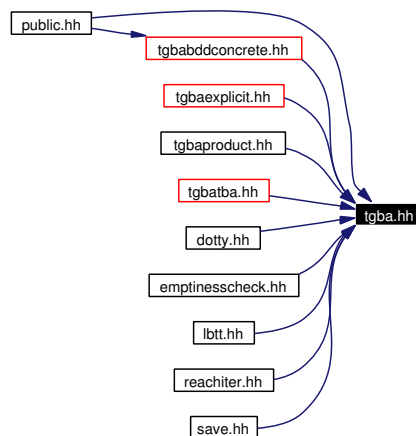 public.hh
tgbabddconcrete.hh
tgbaexplicit.hh
tgbaproduct.hh
tgbatba.hh
tgba.hh
dotty.hh
emptinesscheck.hh
lbtt.hh
reachiter.hh
save.hh